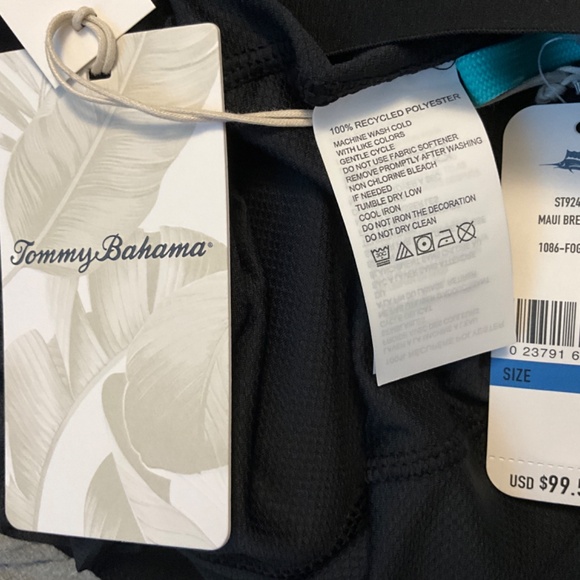 Tommy Bahama
100% RECYCLED POLYESTER
MACHINE WASH COLD
WITH LIKE COLORS
GENTLE CYCLE
DO NOT USE FABRIC SOFTENER
REMOVE PROMPTLY AFTER WASHING
NON CHLORINE BLEACH
IF NEEDED
TUMBLE DRY LOW
COOL IRON
DO NOT IRON THE DECORATION
DO NOT DRY CLEAN
ST924
MAUI BRE
1086-FOG
0 23791 6
SIZE
USD $99.5